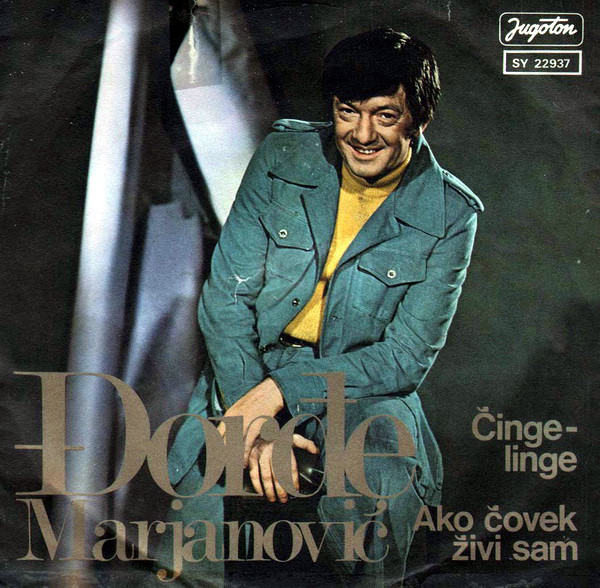 Jugoton
SY 22937
Đorđe
Marjanović
Činge-
linge
Ako čovek
živi sam